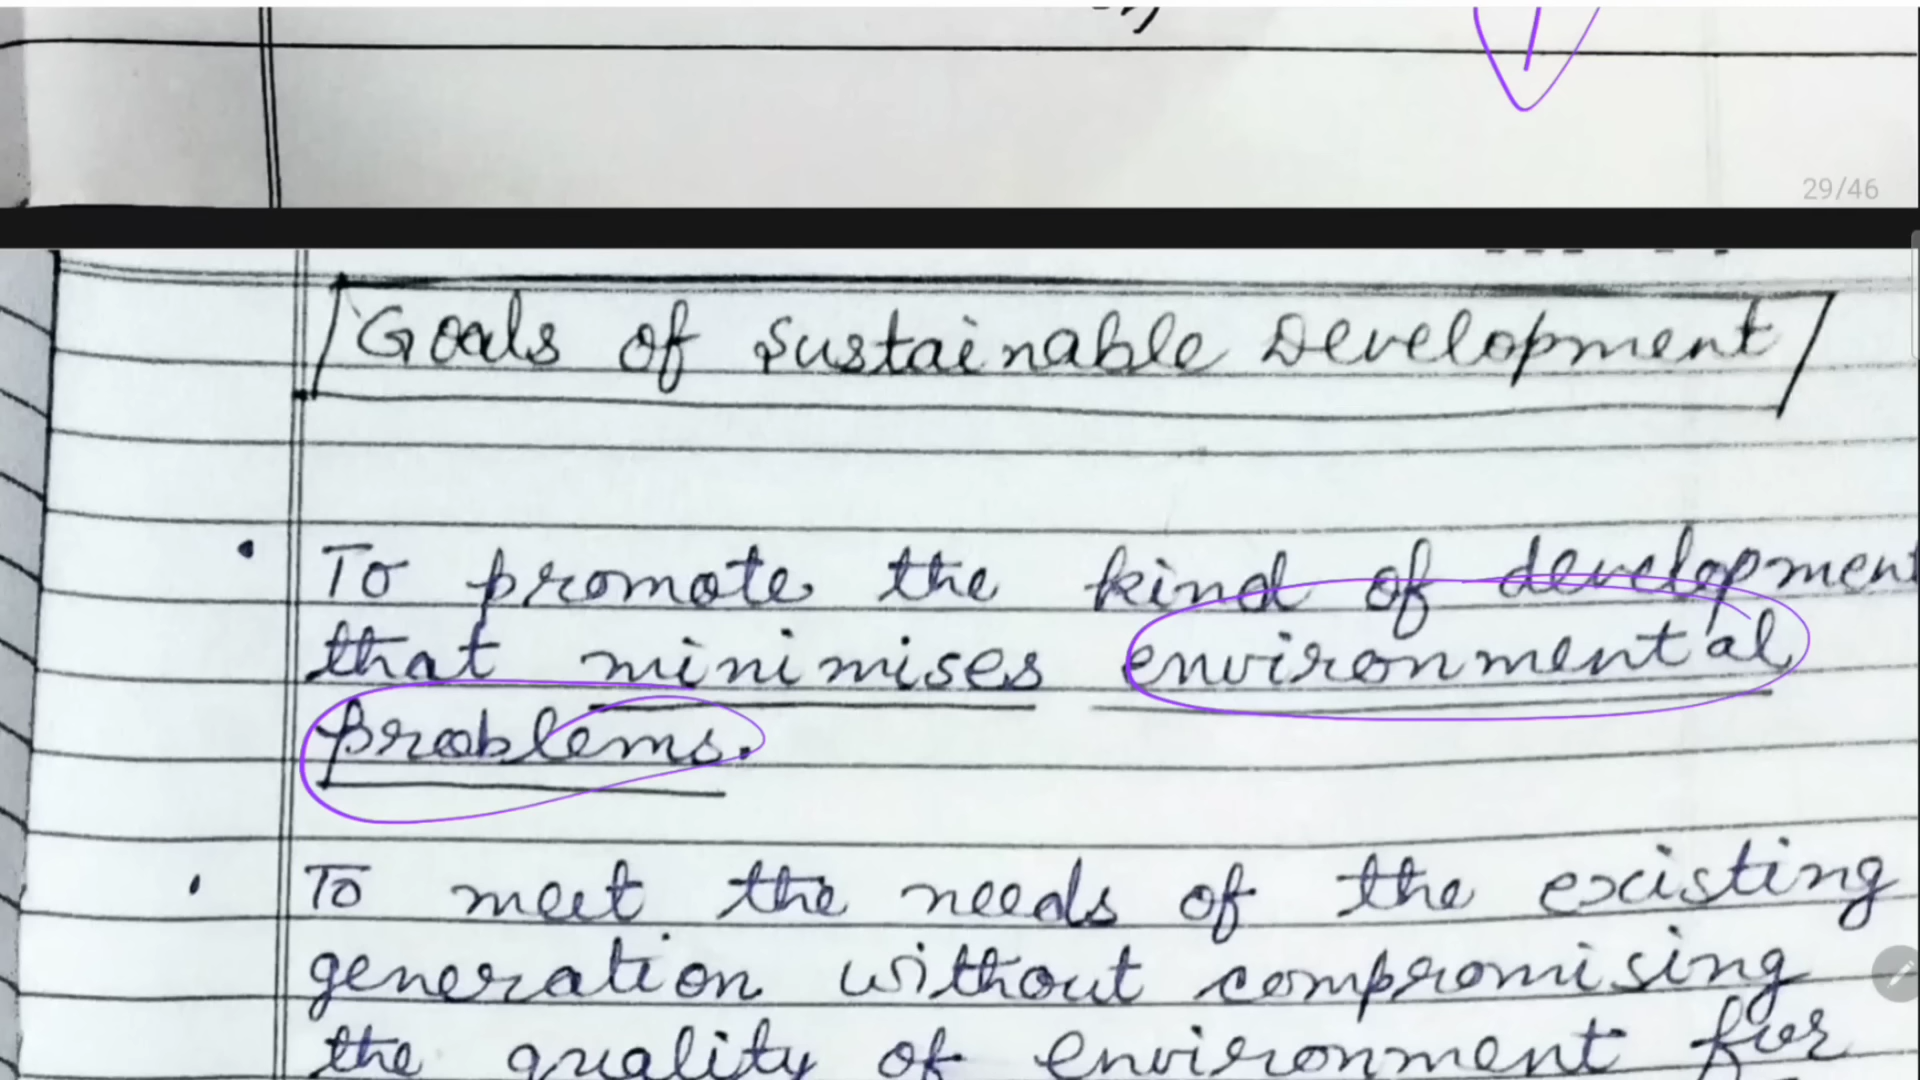 29/46
Goals of Sustainable Development
• To promote the kind of development
that minimises environmental
problems.
• To meet the needs of the existing
generation without compromising
the quality of environment for